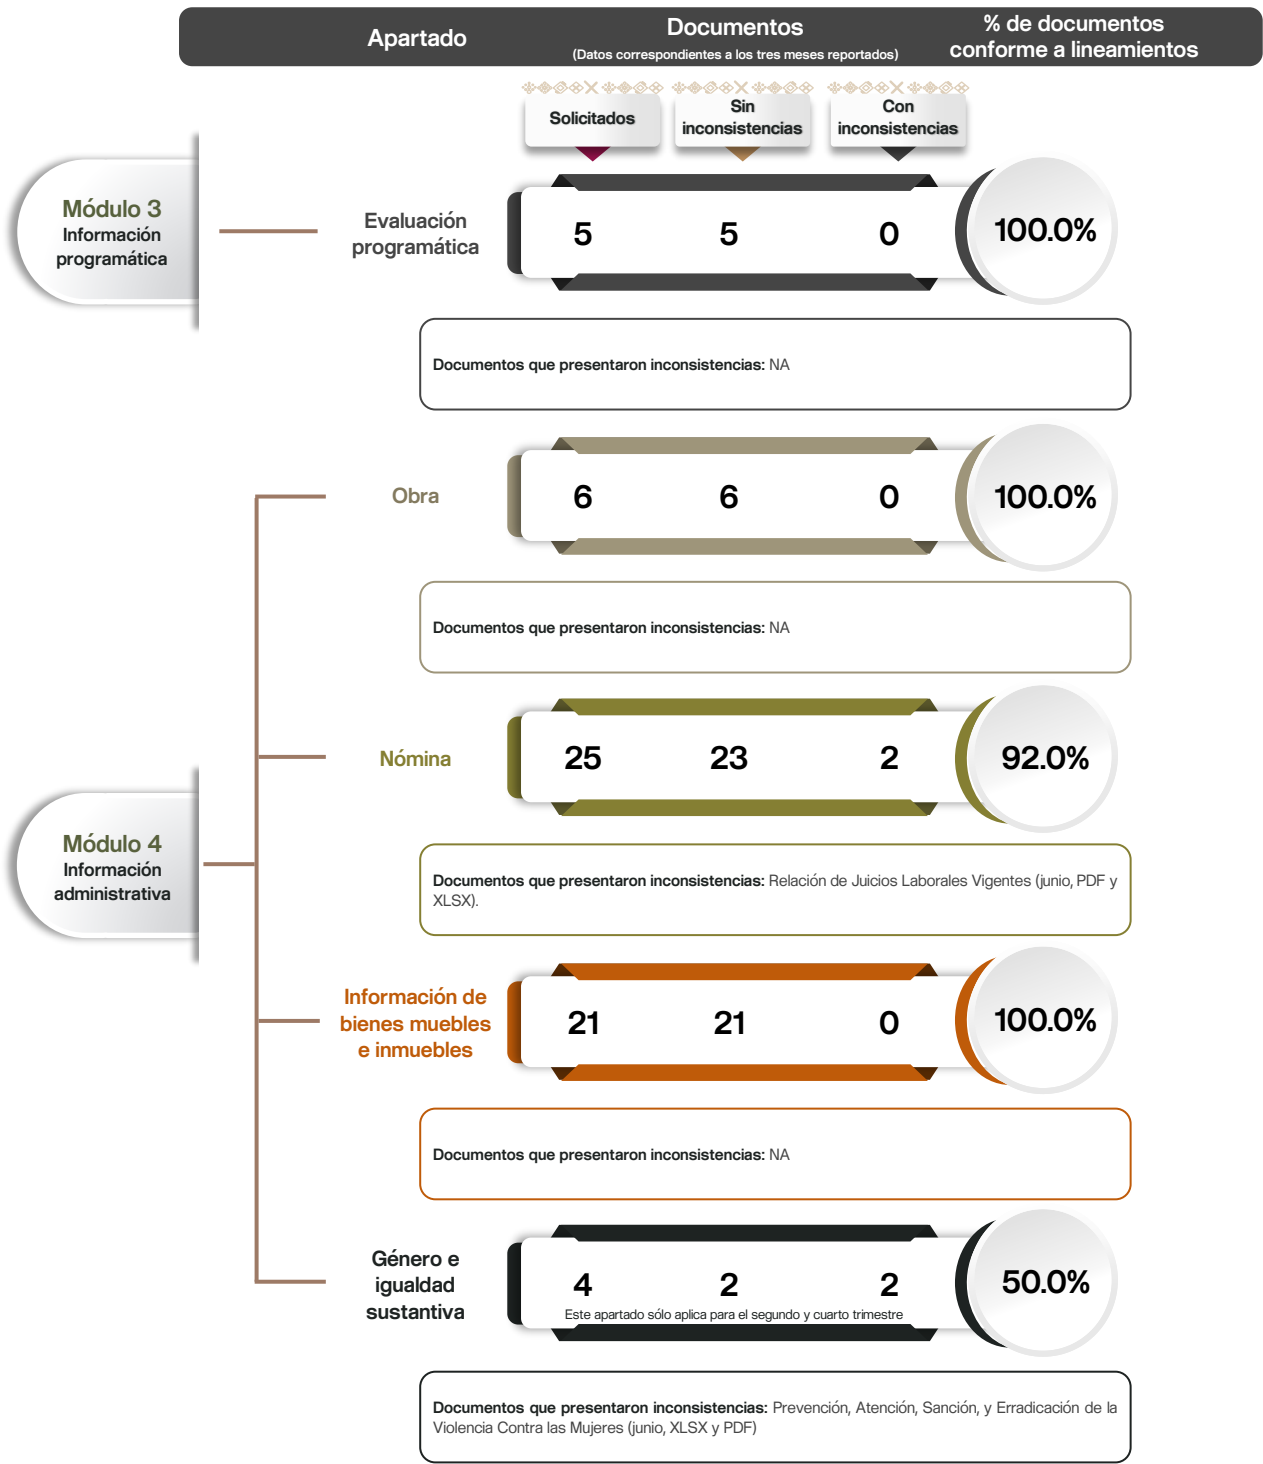 Apartado
Documentos
(Datos correspondientes a los tres meses reportados)
% de documentos
conforme a lineamientos
Solicitados
Sin
inconsistencias
Con
inconsistencias
Módulo 3
Información
programática
Evaluación
programática
5
5
0
100.0%
Documentos que presentaron inconsistencias: NA
Obra
6
6
0
100.0%
Documentos que presentaron inconsistencias: NA
Nómina
25
23
2
92.0%
Módulo 4
Información
administrativa
Documentos que presentaron inconsistencias: Relación de Juicios Laborales Vigentes (junio, PDF y
XLSX).
Información de
bienes muebles
e inmuebles
21
21
0
100.0%
Documentos que presentaron inconsistencias: NA
Género e
igualdad
sustantiva
4
2
2
50.0%
Este apartado sólo aplica para el segundo y cuarto trimestre
Documentos que presentaron inconsistencias: Prevención, Atención, Sanción, y Erradicación de la
Violencia Contra las Mujeres (junio, XLSX y PDF)